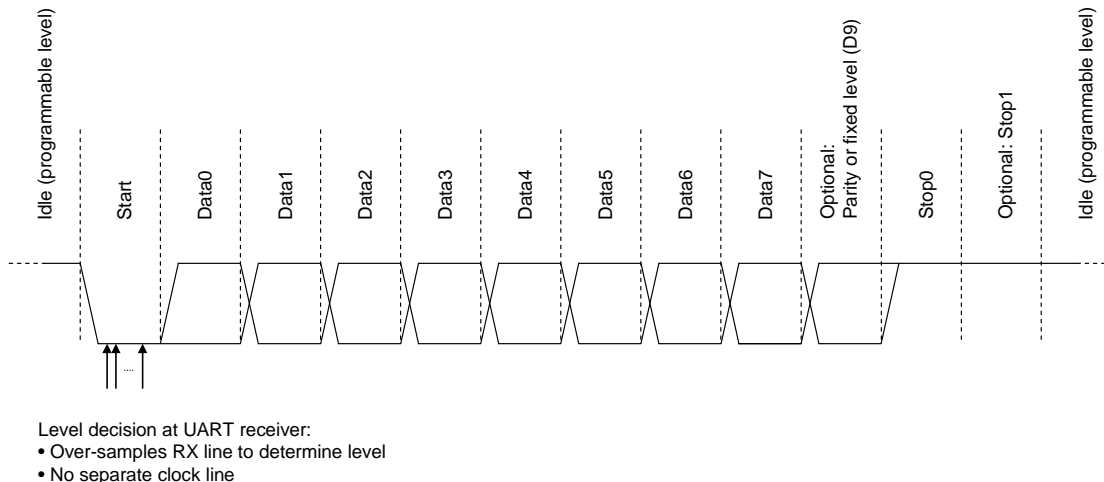 Idle (programmable level)
Start
Data0
Data1
Data2
Data3
Data4
Data5
Data6
Data7
Optional:
Parity or fixed level (D9)
Stop0
Optional: Stop1
Idle (programmable level)
....
Level decision at UART receiver:
• Over-samples RX line to determine level
• No separate clock line